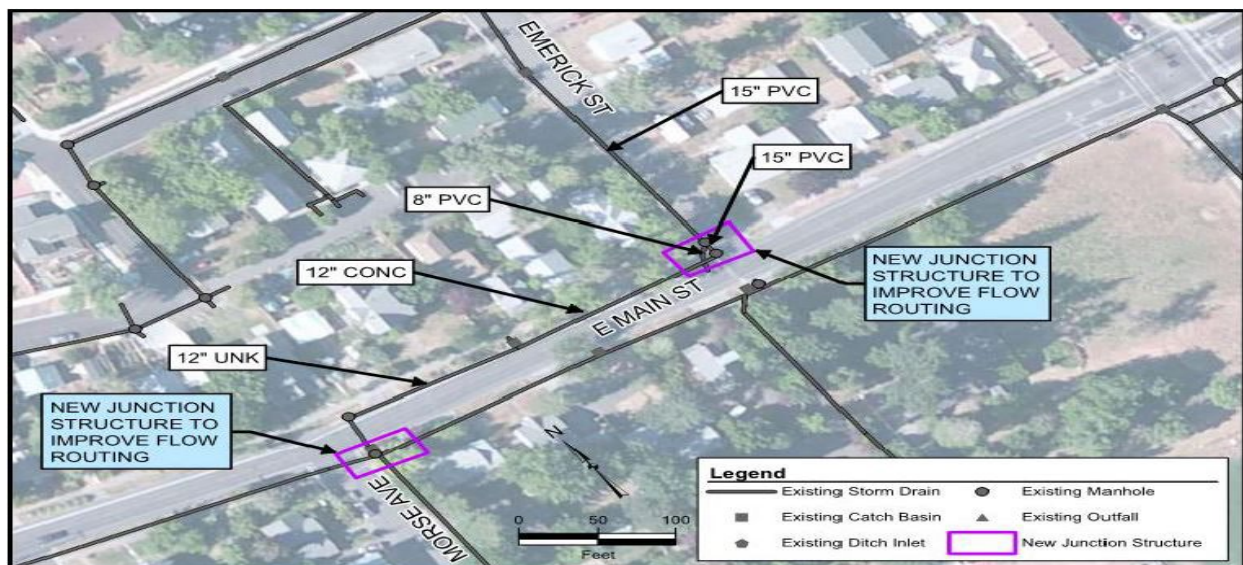 EMERICK ST
15" PVC
15" PVC
8" PVC
12" CONC
E MAIN ST
NEW JUNCTION
STRUCTURE TO
IMPROVE FLOW
ROUTING
12" UNK
NEW JUNCTION
STRUCTURE TO
IMPROVE FLOW
ROUTING
MORSE AVE
N
0 50 100
Feet
Legend
Existing Storm Drain Existing Manhole
Existing Catch Basin Existing Outfall
Existing Ditch Inlet New Junction Structure